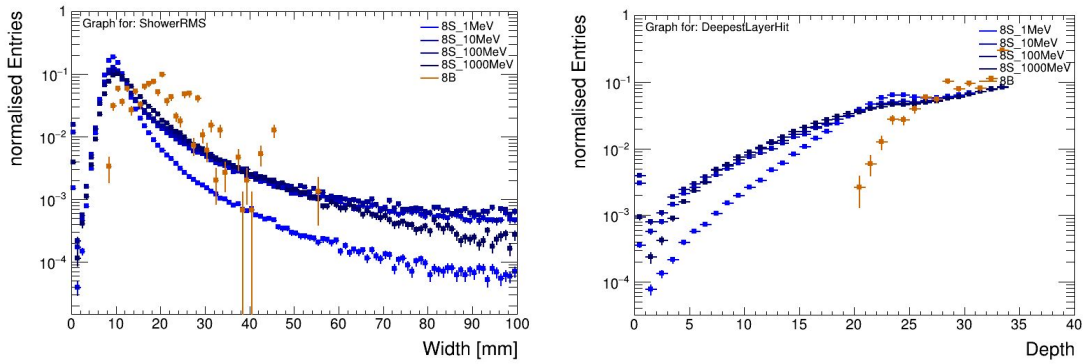 Graph for: ShowerRMS
8S_1MeV
8S_10MeV
8S_100MeV
8S_1000MeV
8B
normalised Entries
1
10⁻¹
10⁻²
10⁻³
10⁻⁴
0 10 20 30 40 50 60 70 80 90 100
Width [mm]
Graph for: DeepestLayerHit
8S_1MeV
8S_10MeV
8S_100MeV
8S_1000MeV
8B
normalised Entries
1
10⁻¹
10⁻²
10⁻³
10⁻⁴
0 5 10 15 20 25 30 35 40
Depth